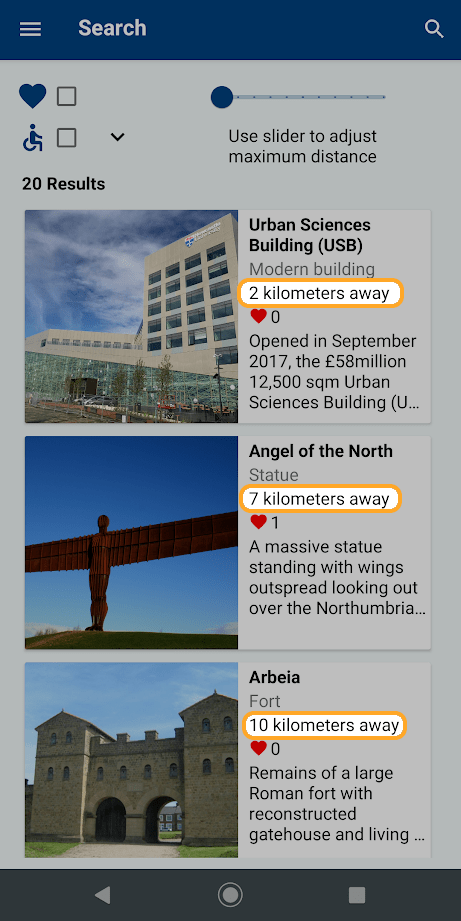 Search
Use slider to adjust
maximum distance
20 Results
Urban Sciences
Building (USB)
Modern building
2 kilometers away
0
Opened in September
2017, the £58million
12,500 sqm Urban
Sciences Building (U...
Angel of the North
Statue
7 kilometers away
1
A massive statue
standing with wings
outspread looking out
over the Northumbria...
Arbeia
Fort
10 kilometers away
0
Remains of a large
Roman fort with
reconstructed
gatehouse and living ...